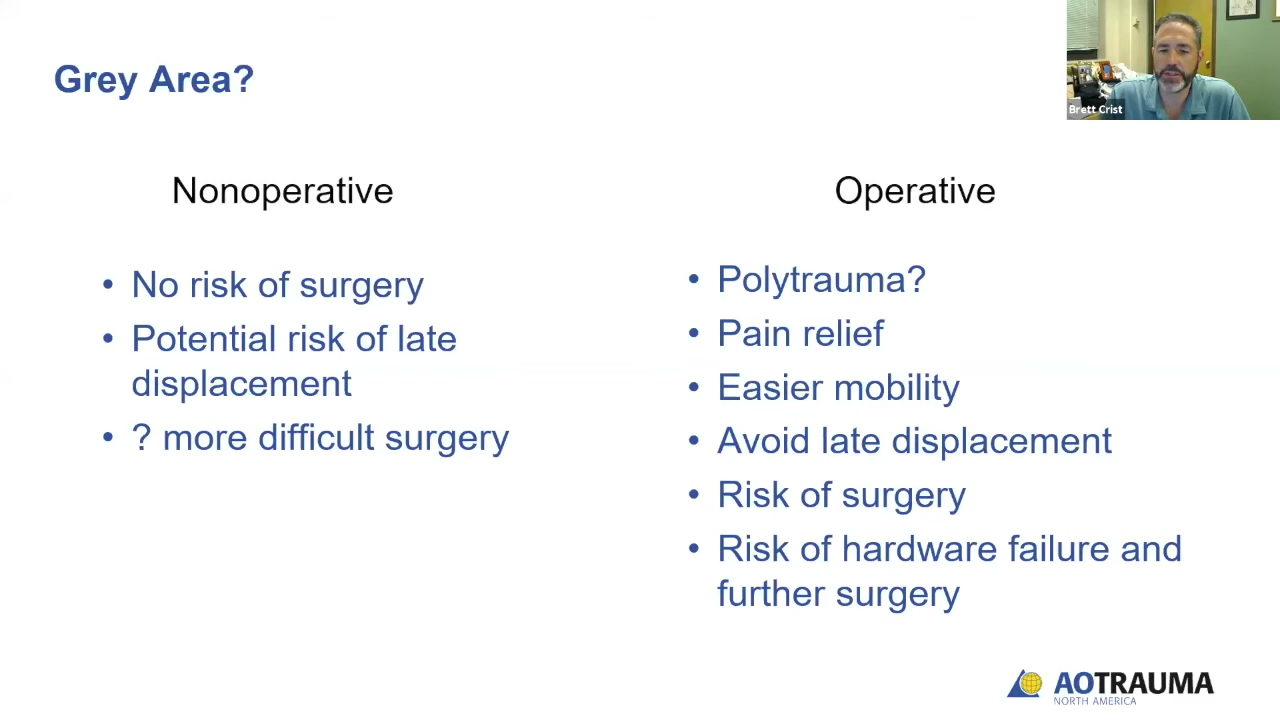 Grey Area?
Brett Crist
Nonoperative
• No risk of surgery
• Potential risk of late
displacement
• ? more difficult surgery
Operative
• Polytrauma?
• Pain relief
• Easier mobility
• Avoid late displacement
• Risk of surgery
• Risk of hardware failure and
further surgery
AOTRAUMA
NORTH AMERICA